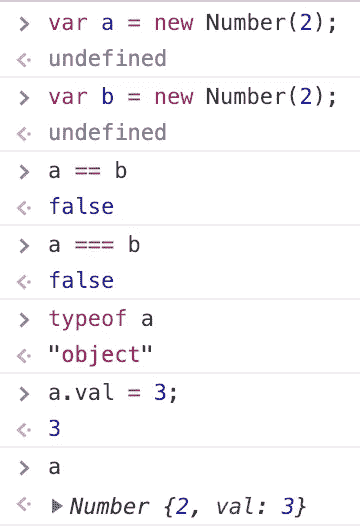 > var a = new Number(2);
< undefined
> var b = new Number(2);
< undefined
> a == b
< false
> a === b
< false
> typeof a
< "object"
> a.val = 3;
< 3
> a
< ▶ Number {2, val: 3}